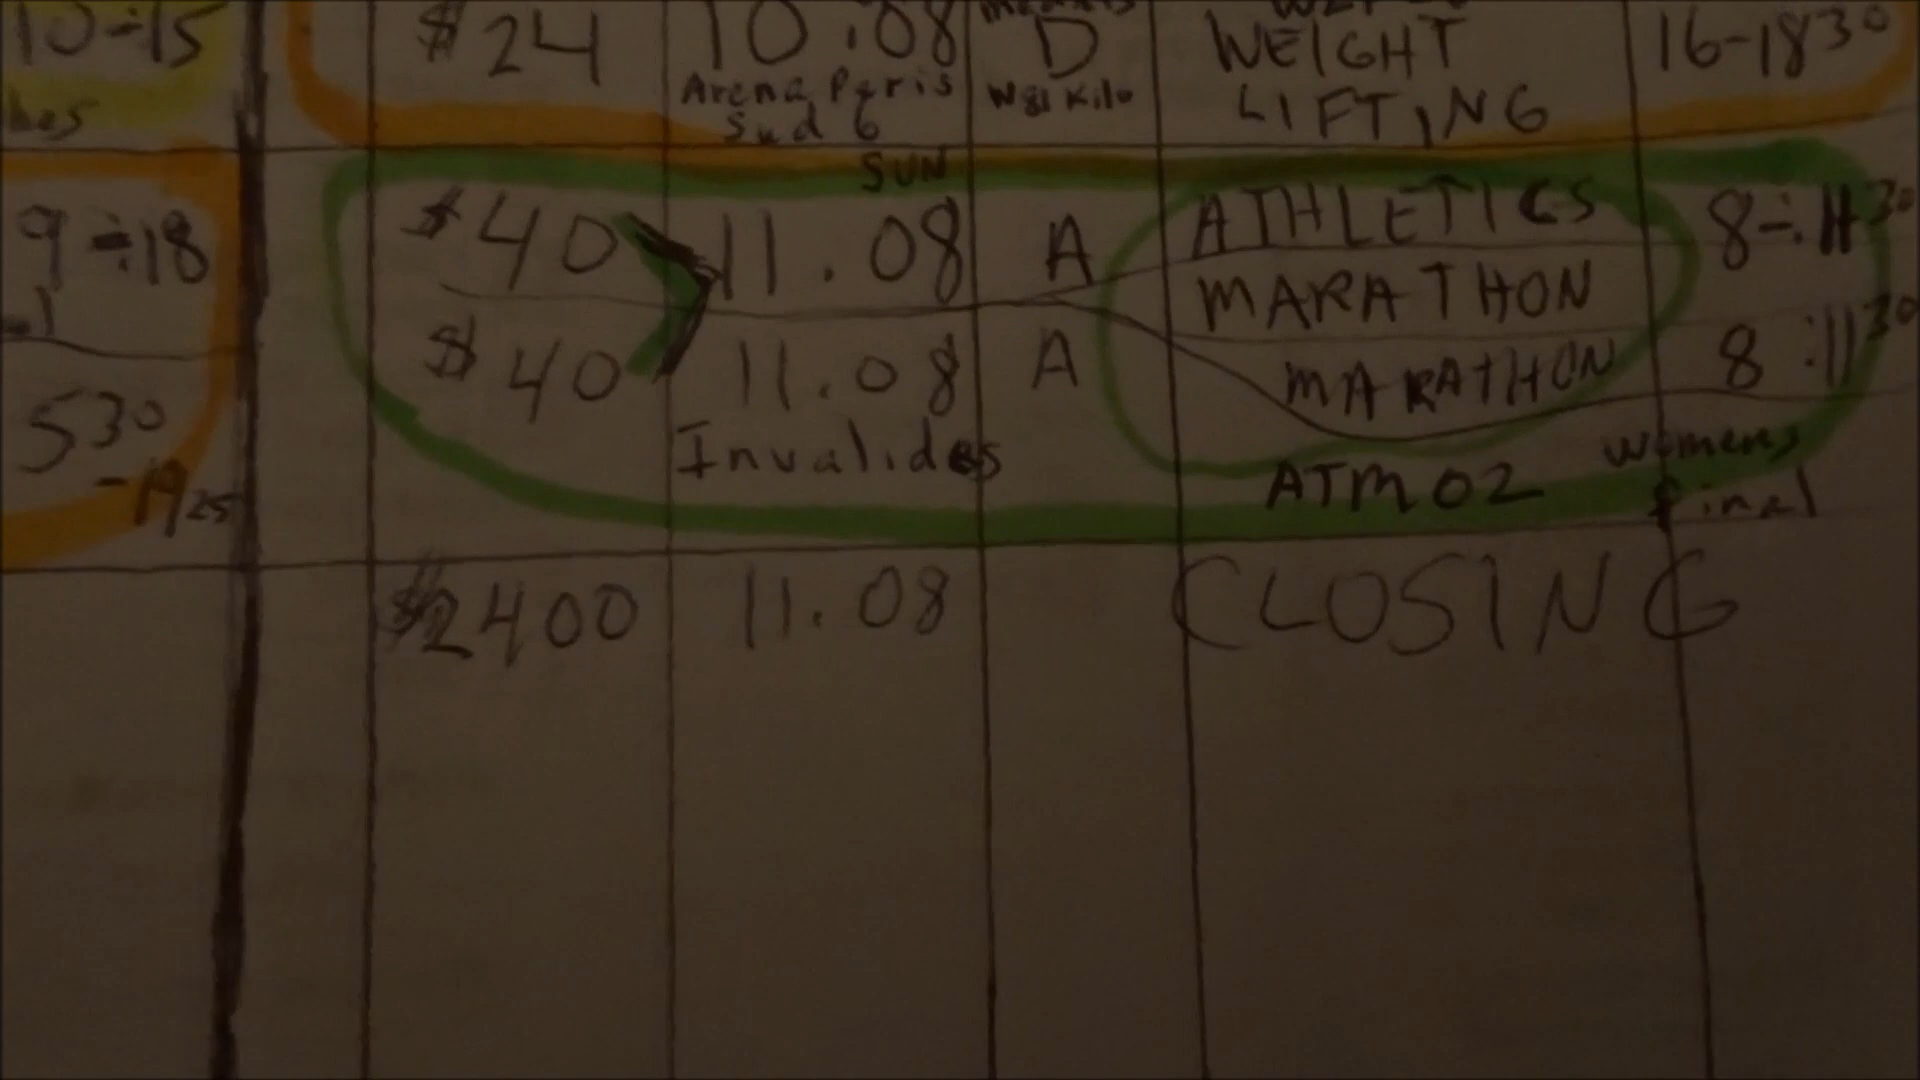 10÷15
$24 10.08 D WEIGHT 16-18³⁰
Arena Paris W81 Kilo LIFTING
Sud 6
SUN
9÷18 $40 11.08 A ATHLETICS 8÷11³⁰
MARATHON
$40 11.08 A MARATHON 8 ÷11³⁰
5³⁰ Invalides womens
-19²⁵ ATM02 final
$2400 11.08 CLOSING